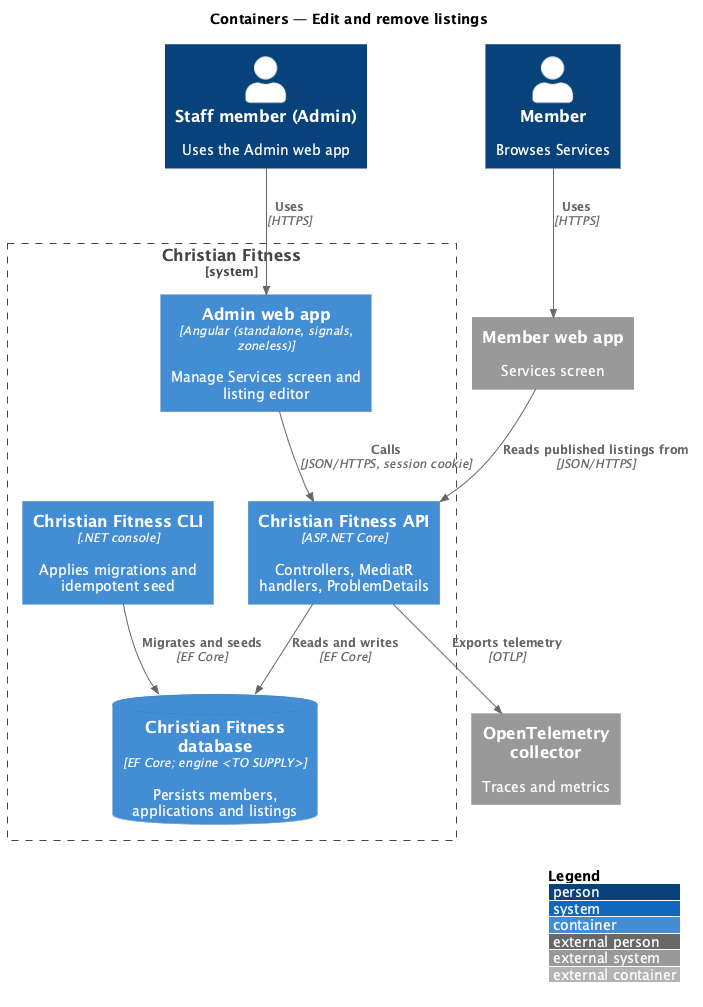 Containers — Edit and remove listings
Staff member (Admin)
Uses the Admin web app
Member
Browses Services
Uses
[HTTPS]
Uses
[HTTPS]
Christian Fitness
[system]
Admin web app
[Angular (standalone, signals,
zoneless)]
Manage Services screen and
listing editor
Member web app
Services screen
Calls
[JSON/HTTPS, session cookie]
Reads published listings from
[JSON/HTTPS]
Christian Fitness CLI
[.NET console]
Applies migrations and
idempotent seed
Christian Fitness API
[ASP.NET Core]
Controllers, MediatR
handlers, ProblemDetails
Migrates and seeds
[EF Core]
Reads and writes
[EF Core]
Exports telemetry
[OTLP]
Christian Fitness
database
[EF Core; engine <TO SUPPLY>]
Persists members,
applications and listings
OpenTelemetry
collector
Traces and metrics
Legend
person
system
container
external person
external system
external container